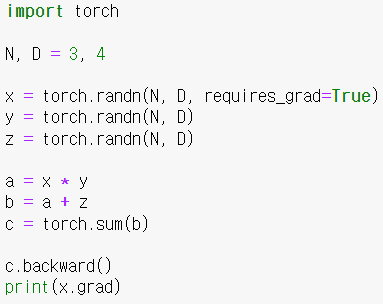 import torch
N, D = 3, 4
x = torch.randn(N, D, requires_grad=True)
y = torch.randn(N, D)
z = torch.randn(N, D)
a = x * y
b = a + z
c = torch.sum(b)
c.backward()
print(x.grad)